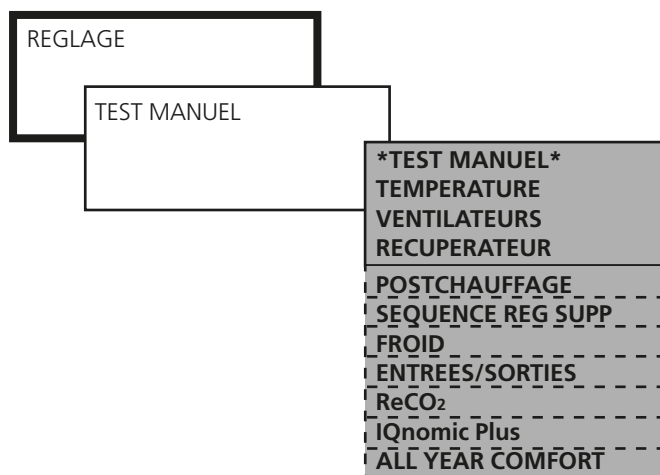 REGLAGE
TEST MANUEL
*TEST MANUEL*
TEMPERATURE
VENTILATEURS
RECUPERATEUR
POSTCHAUFFAGE
SEQUENCE REG SUPP
FROID
ENTREES/SORTIES
ReCO₂
IQnomic Plus
ALL YEAR COMFORT